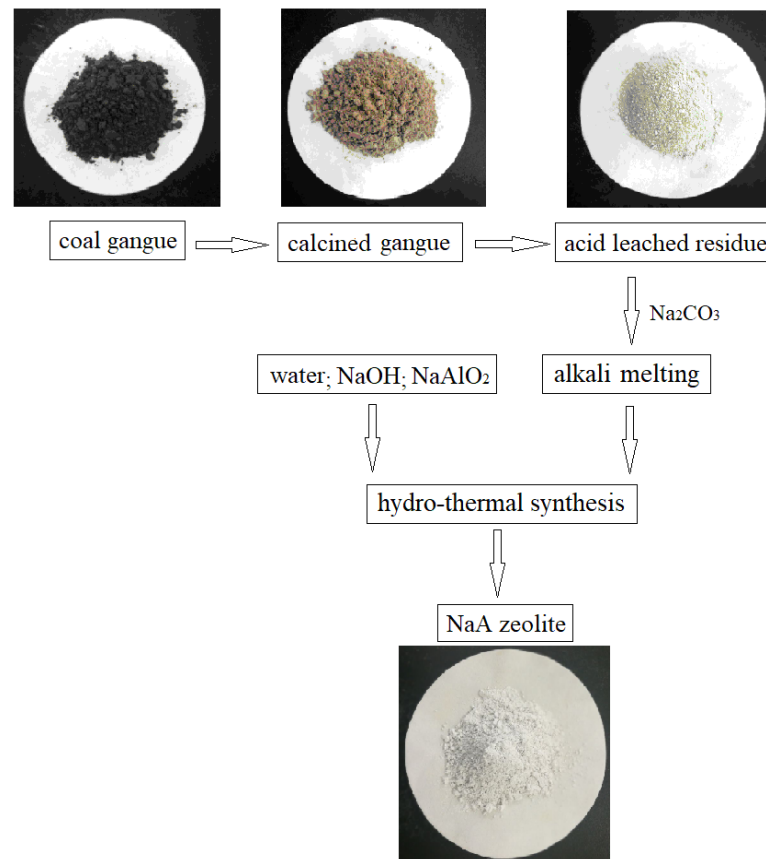 coal gangue
calcined gangue
acid leached residue
Na₂CO₃
water; NaOH; NaAlO₂
alkali melting
hydro-thermal synthesis
NaA zeolite